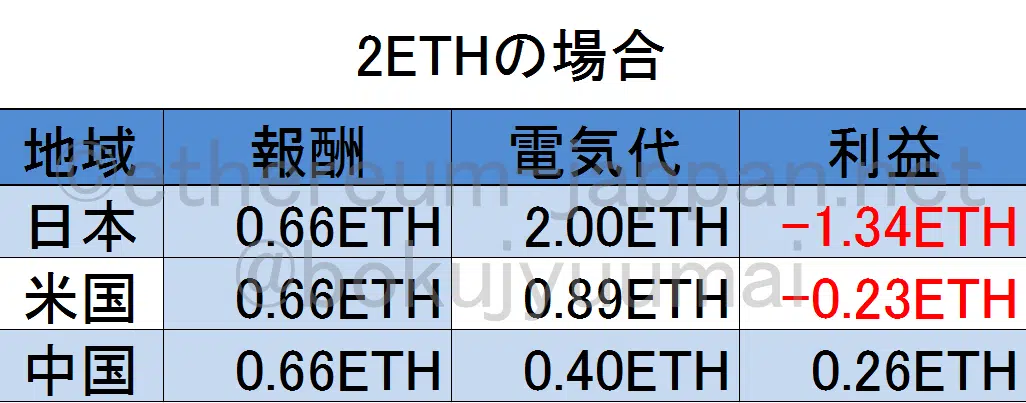 2ETHの場合
地域 報酬 電気代 利益
日本 0.66ETH 2.00ETH -1.34ETH
米国 0.66ETH 0.89ETH -0.23ETH
中国 0.66ETH 0.40ETH 0.26ETH
©ethereum-jappan.net
@bokujyuumai